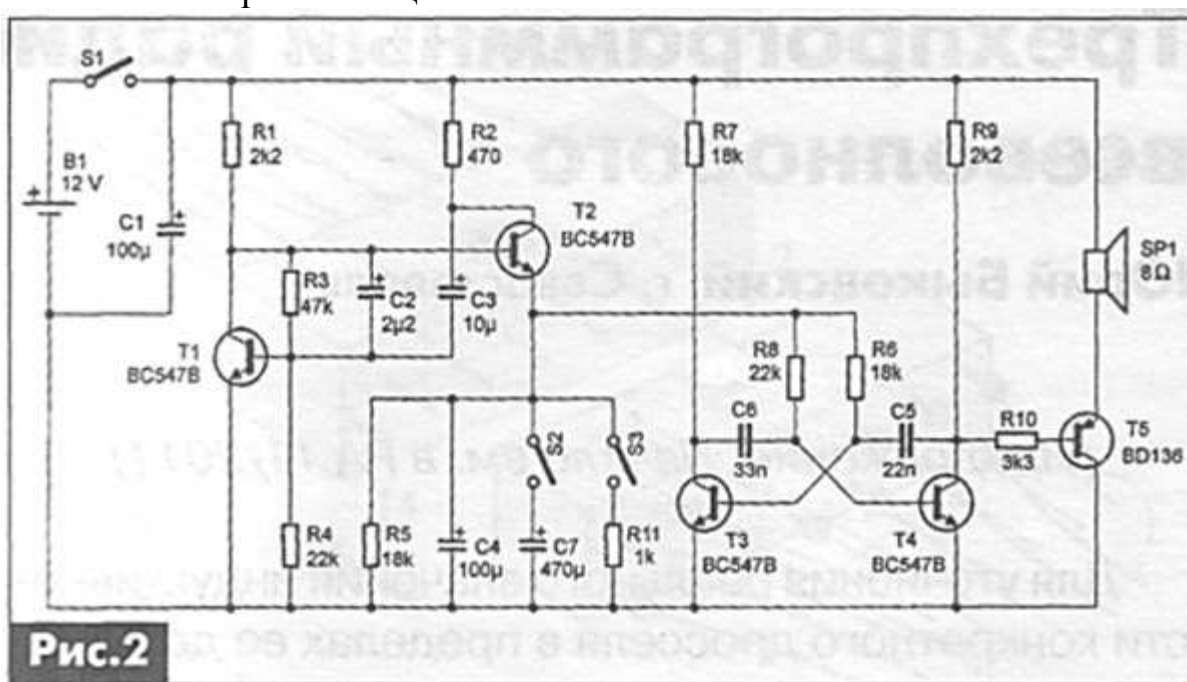 S1
B1
12 V
C1
100µ
R1
2k2
R2
470
R7
18k
R9
2k2
T2
BC547B
SP1
8 Ω
R3
47k
C2
2µ2
C3
10µ
T1
BC547B
R8
22k
R6
18k
C6
33n
C5
22n
R10
3k3
T5
BD136
S2
S3
R4
22k
R5
18k
C4
100µ
C7
470µ
R11
1k
T3
BC547B
T4
BC547B
Рис.2